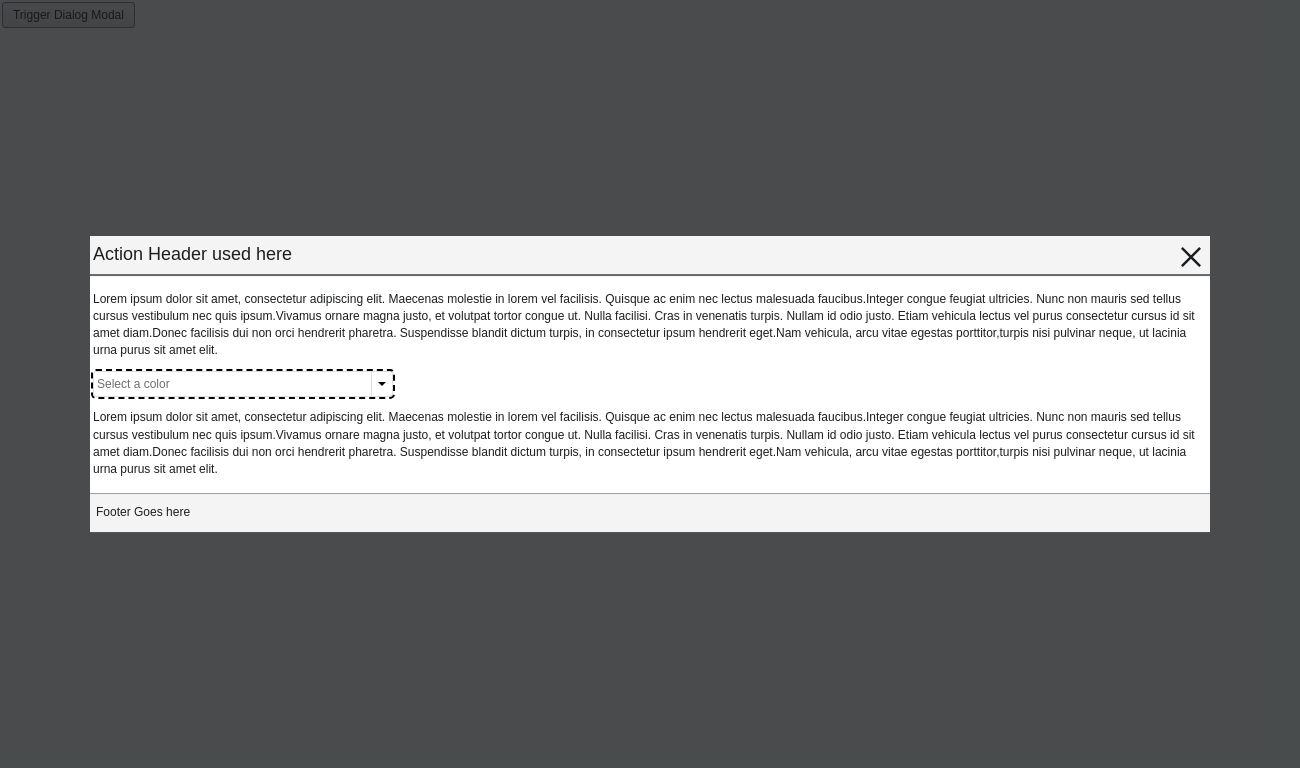 Trigger Dialog Modal
Action Header used here
Lorem ipsum dolor sit amet, consectetur adipiscing elit. Maecenas molestie in lorem vel facilisis. Quisque ac enim nec lectus malesuada faucibus.Integer congue feugiat ultricies. Nunc non mauris sed tellus
cursus vestibulum nec quis ipsum.Vivamus ornare magna justo, et volutpat tortor congue ut. Nulla facilisi. Cras in venenatis turpis. Nullam id odio justo. Etiam vehicula lectus vel purus consectetur cursus id sit
amet diam.Donec facilisis dui non orci hendrerit pharetra. Suspendisse blandit dictum turpis, in consectetur ipsum hendrerit eget.Nam vehicula, arcu vitae egestas porttitor,turpis nisi pulvinar neque, ut lacinia
urna purus sit amet elit.
Select a color
Lorem ipsum dolor sit amet, consectetur adipiscing elit. Maecenas molestie in lorem vel facilisis. Quisque ac enim nec lectus malesuada faucibus.Integer congue feugiat ultricies. Nunc non mauris sed tellus
cursus vestibulum nec quis ipsum.Vivamus ornare magna justo, et volutpat tortor congue ut. Nulla facilisi. Cras in venenatis turpis. Nullam id odio justo. Etiam vehicula lectus vel purus consectetur cursus id sit
amet diam.Donec facilisis dui non orci hendrerit pharetra. Suspendisse blandit dictum turpis, in consectetur ipsum hendrerit eget.Nam vehicula, arcu vitae egestas porttitor,turpis nisi pulvinar neque, ut lacinia
urna purus sit amet elit.
Footer Goes here